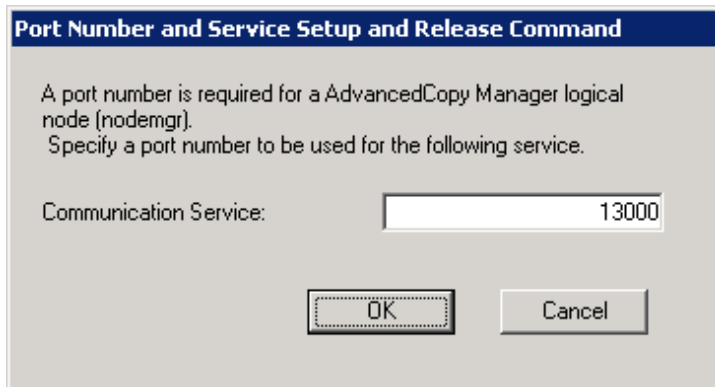 Port Number and Service Setup and Release Command
A port number is required for a AdvancedCopy Manager logical
node (nodemgr).
Specify a port number to be used for the following service.
Communication Service:
13000
OK
Cancel